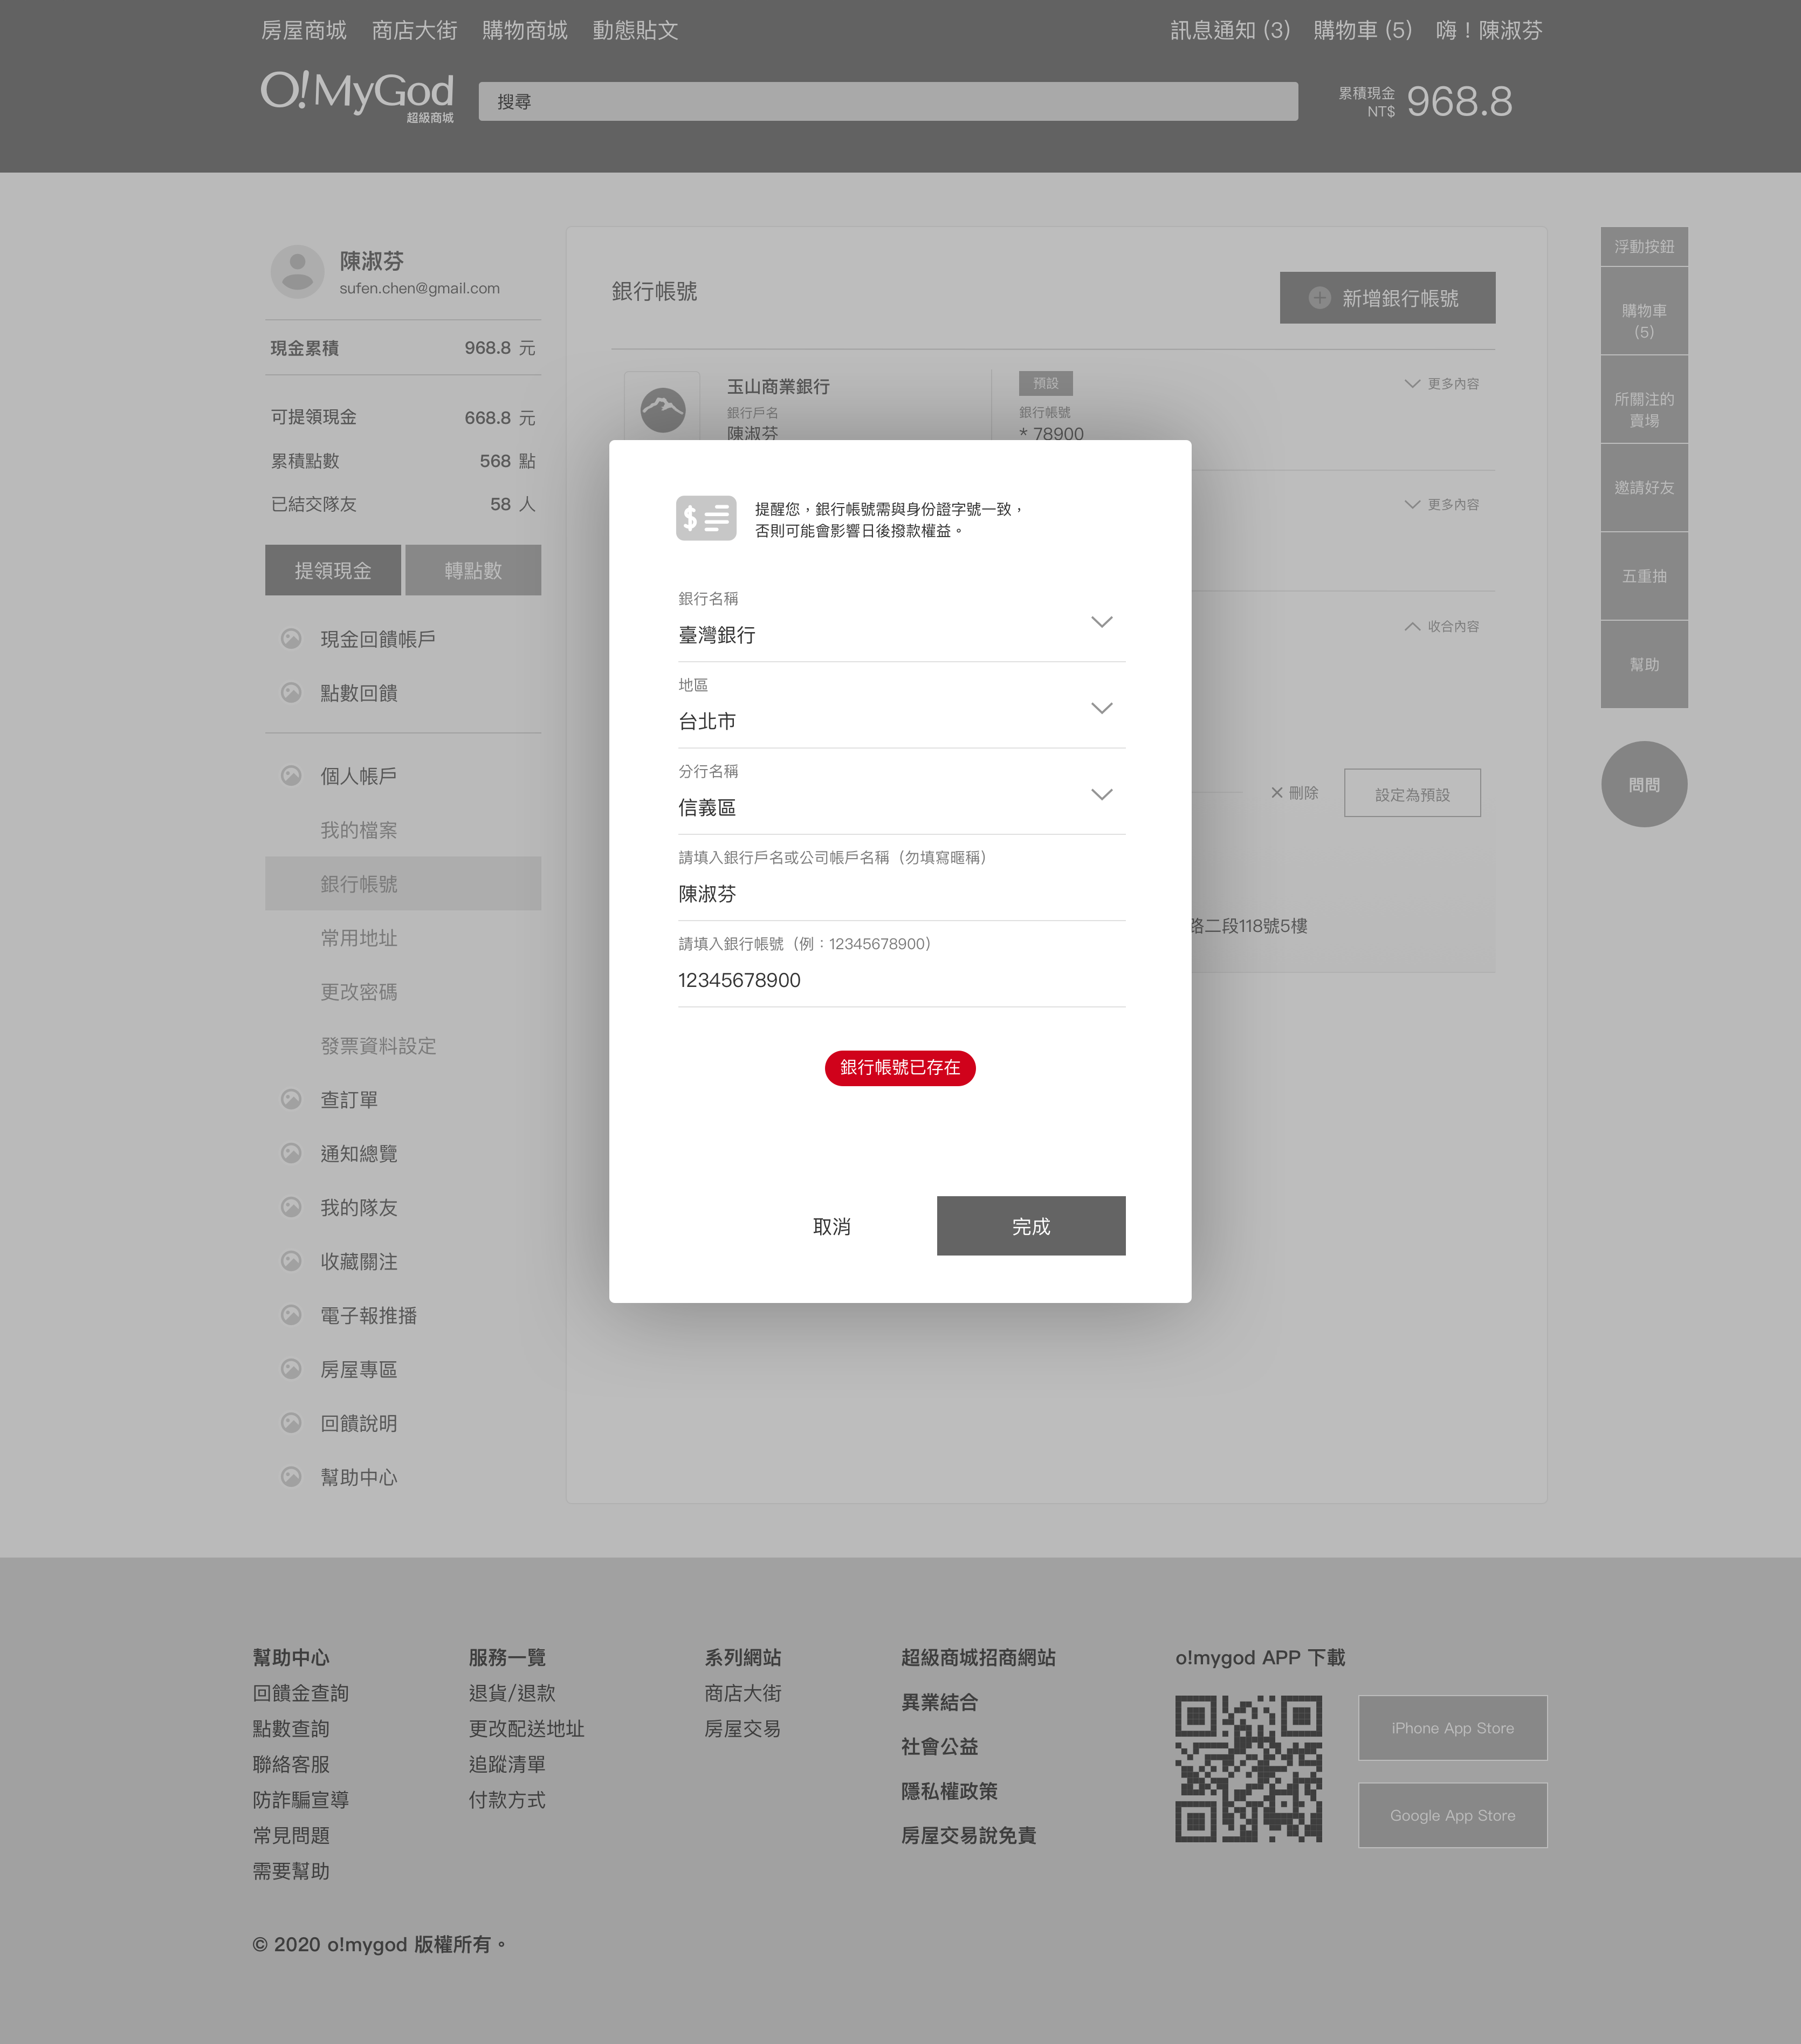 房屋商城 商店大街 購物商城 動態貼文
訊息通知 (3) 購物車 (5) 嗨！陳淑芬
O!MyGod
超級商城
搜尋
累積現金
NT$
968.8
陳淑芬
sufen.chen@gmail.com
現金累積 968.8 元
可提領現金 668.8 元
累積點數 568 點
已結交隊友 58 人
提領現金 轉點數
現金回饋帳戶
點數回饋
個人帳戶
我的檔案
銀行帳號
常用地址
更改密碼
發票資料設定
查訂單
通知總覽
我的隊友
收藏關注
電子報推播
房屋專區
回饋說明
幫助中心
銀行帳號
新增銀行帳號
玉山商業銀行
銀行戶名
陳淑芬
預設
銀行帳號
* 78900
更多內容
更多內容
收合內容
刪除
設定為預設
路二段118號5樓
提醒您，銀行帳號需與身份證字號一致，
否則可能會影響日後撥款權益。
銀行名稱
臺灣銀行
地區
台北市
分行名稱
信義區
請填入銀行戶名或公司帳戶名稱（勿填寫暱稱）
陳淑芬
請填入銀行帳號（例：12345678900）
12345678900
銀行帳號已存在
取消
完成
浮動按鈕
購物車
(5)
所關注的
賣場
邀請好友
五重抽
幫助
問問
幫助中心
回饋金查詢
點數查詢
聯絡客服
防詐騙宣導
常見問題
需要幫助
服務一覽
退貨/退款
更改配送地址
追蹤清單
付款方式
系列網站
商店大街
房屋交易
超級商城招商網站
異業結合
社會公益
隱私權政策
房屋交易說免責
o!mygod APP 下載
iPhone App Store
Google App Store
© 2020 o!mygod 版權所有。